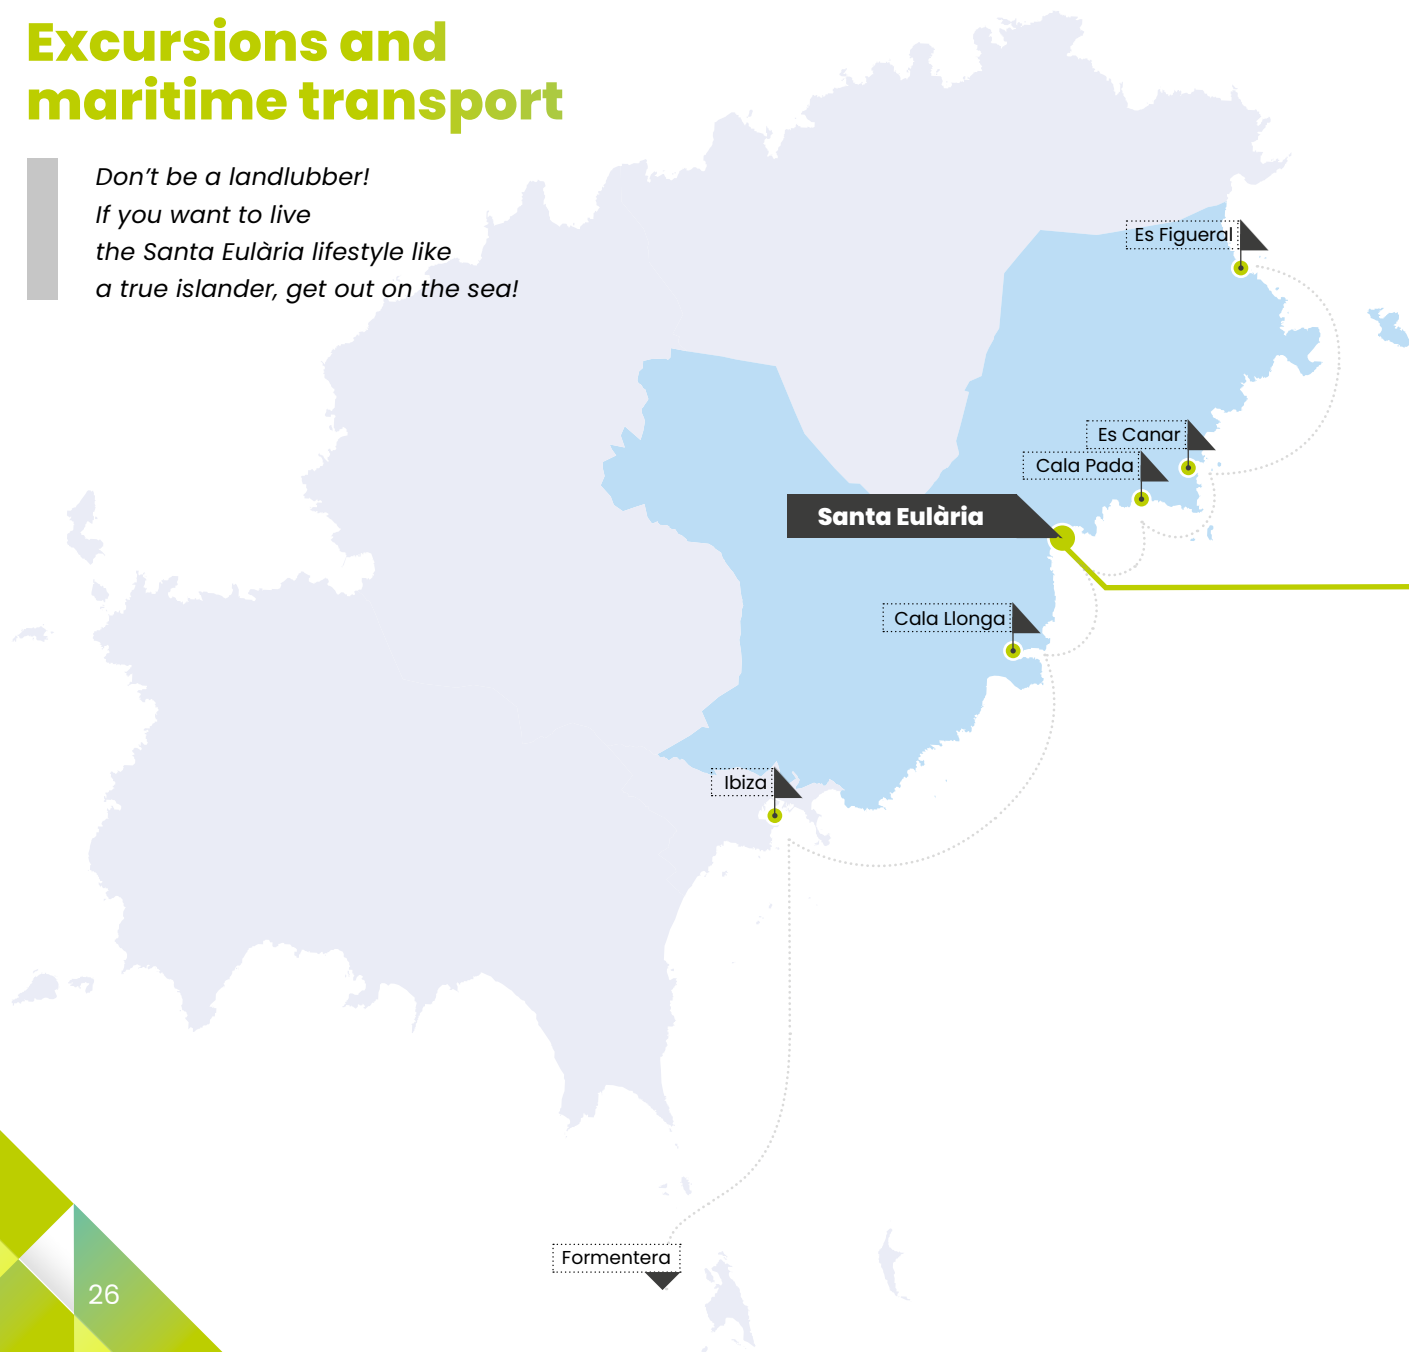 Excursions and
maritime transport
Don’t be a landlubber!
If you want to live
the Santa Eulària lifestyle like
a true islander, get out on the sea!
Es Figueral
Es Canar
Cala Pada
Santa Eulària
Cala Llonga
Ibiza
Formentera
26